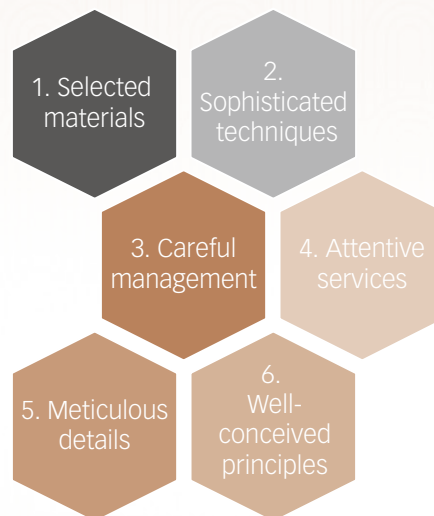 1. Selected
materials
2.
Sophisticated
techniques
3. Careful
management
4. Attentive
services
5. Meticulous
details
6.
Well-
conceived
principles